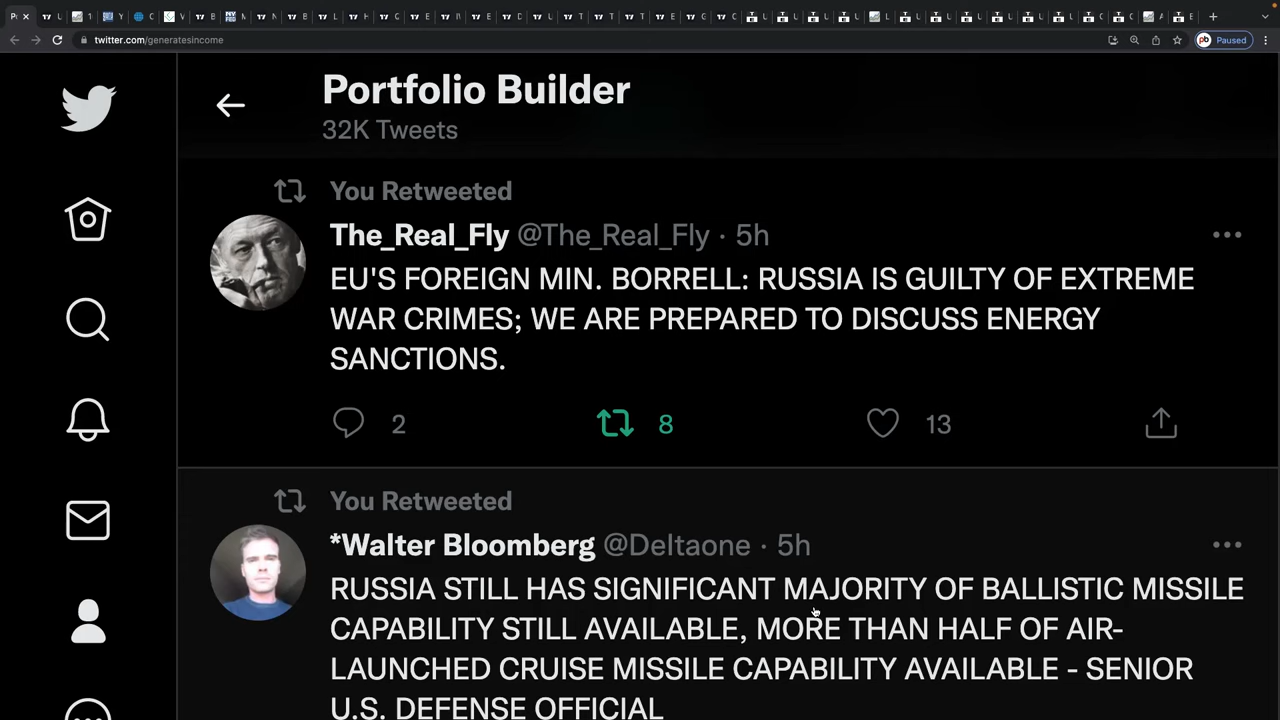 twitter.com/generatesincome
pb Paused
Portfolio Builder
32K Tweets
You Retweeted
The_Real_Fly @The_Real_Fly · 5h
EU'S FOREIGN MIN. BORRELL: RUSSIA IS GUILTY OF EXTREME
WAR CRIMES; WE ARE PREPARED TO DISCUSS ENERGY
SANCTIONS.
2 8 13
You Retweeted
*Walter Bloomberg @Deltaone · 5h
RUSSIA STILL HAS SIGNIFICANT MAJORITY OF BALLISTIC MISSILE
CAPABILITY STILL AVAILABLE, MORE THAN HALF OF AIR-
LAUNCHED CRUISE MISSILE CAPABILITY AVAILABLE - SENIOR
U.S. DEFENSE OFFICIAL